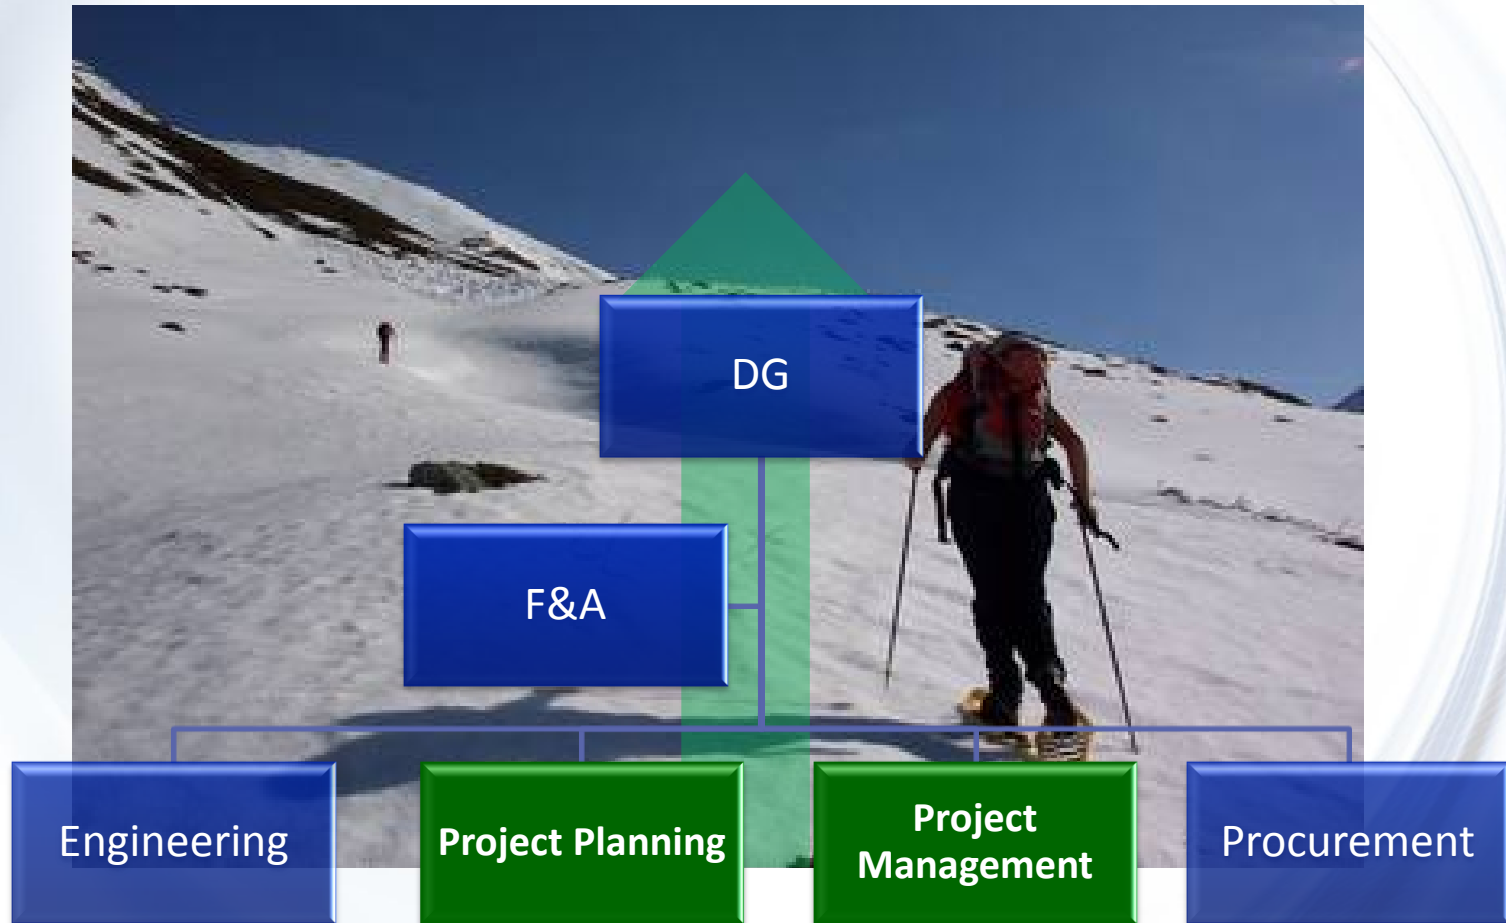 DG
F&A
Engineering
Project Planning
Project
Management
Procurement